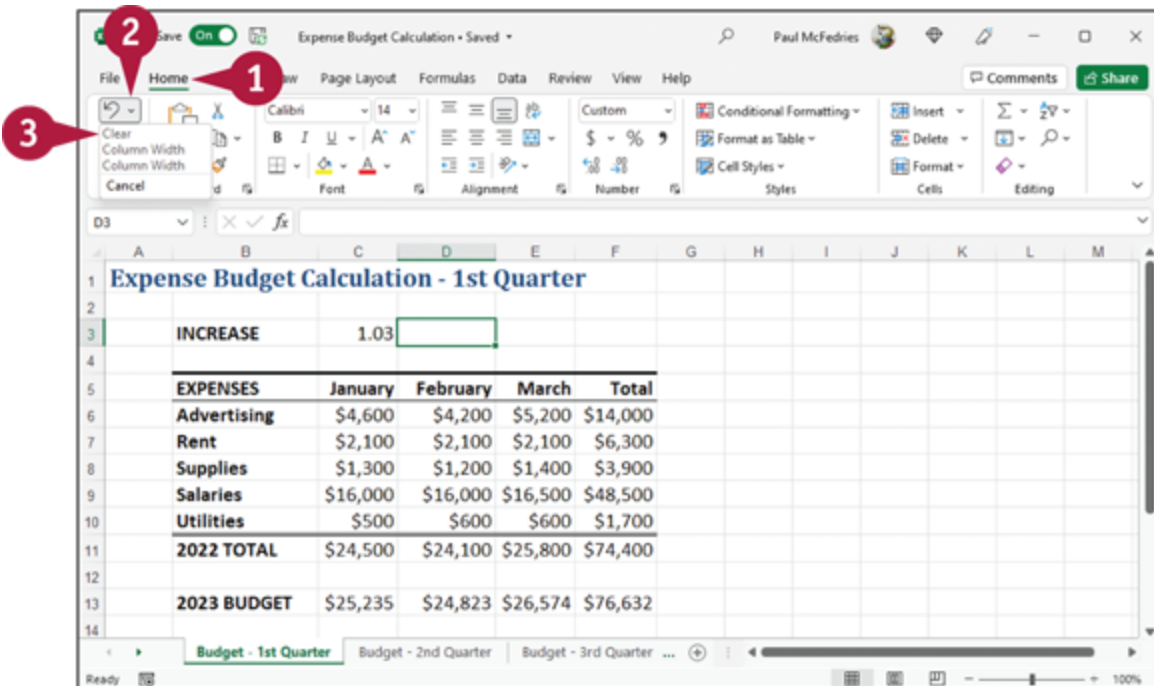 2
Save On Expense Budget Calculation • Saved Paul McFedries
File Home 1 aw Page Layout Formulas Data Review View Help Comments Share
Calibri 14 Custom Conditional Formatting Insert
3 Clear B I U A A $ % Format as Table Delete
Column Width
Column Width A Cell Styles Format
Cancel d Font Alignment Number Styles Cells Editing
D3 fx
A B C D E F G H I J K L M
1 Expense Budget Calculation - 1st Quarter
2
3 INCREASE 1.03
4
5 EXPENSES January February March Total
6 Advertising $4,600 $4,200 $5,200 $14,000
7 Rent $2,100 $2,100 $2,100 $6,300
8 Supplies $1,300 $1,200 $1,400 $3,900
9 Salaries $16,000 $16,000 $16,500 $48,500
10 Utilities $500 $600 $600 $1,700
11 2022 TOTAL $24,500 $24,100 $25,800 $74,400
12
13 2023 BUDGET $25,235 $24,823 $26,574 $76,632
14
Budget - 1st Quarter Budget - 2nd Quarter Budget - 3rd Quarter ...
Ready 100%